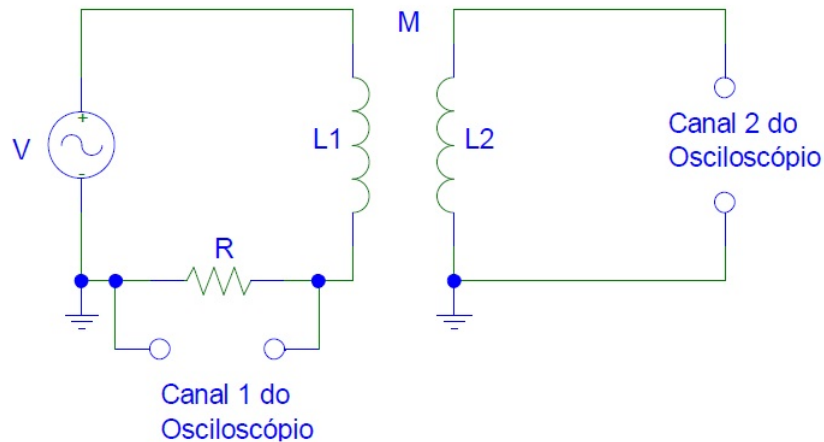 M
V
+
-
L1
L2
Canal 2 do
Osciloscópio
R
Canal 1 do
Osciloscópio